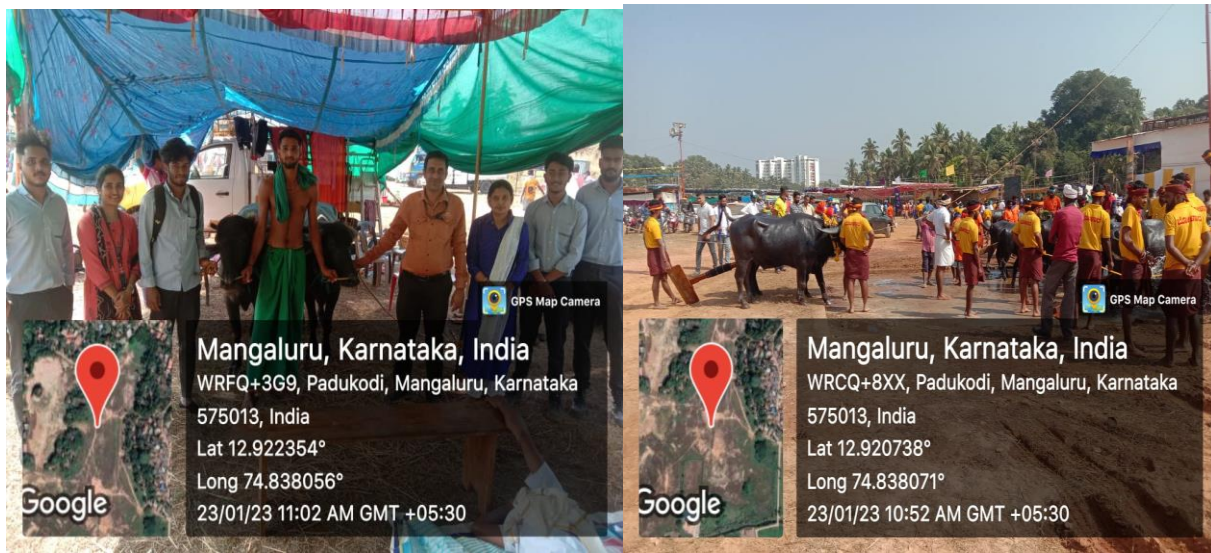 GPS Map Camera
Mangaluru, Karnataka, India
WRFQ+3G9, Padukodi, Mangaluru, Karnataka
575013, India
Lat 12.922354°
Long 74.838056°
23/01/23 11:02 AM GMT +05:30
Google
GPS Map Camera
Mangaluru, Karnataka, India
WRCQ+8XX, Padukodi, Mangaluru, Karnataka
575013, India
Lat 12.920738°
Long 74.838071°
23/01/23 10:52 AM GMT +05:30
Google